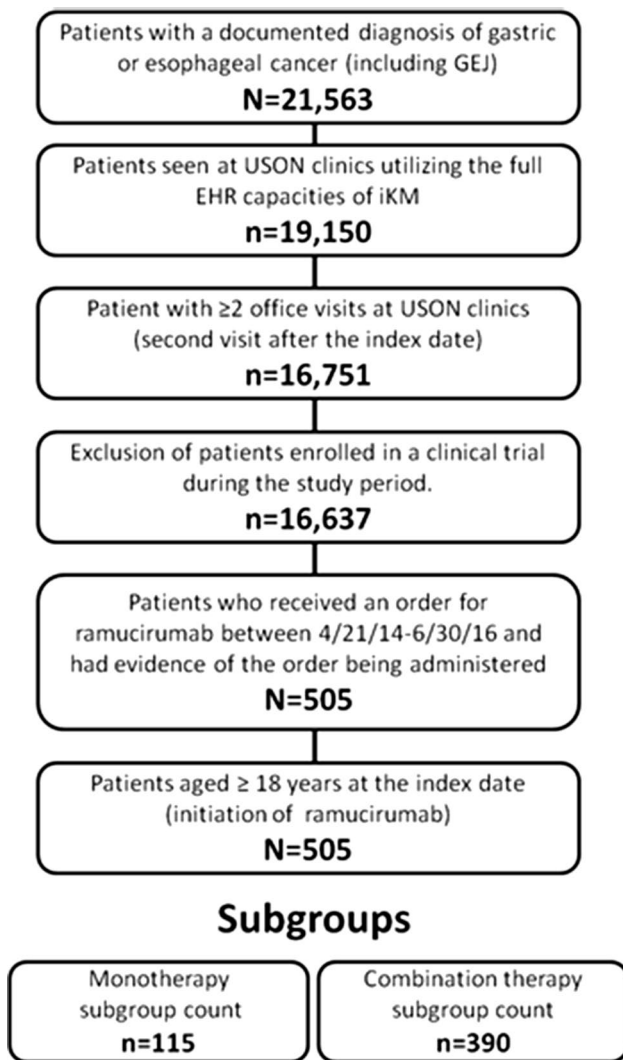 Patients with a documented diagnosis of gastric
or esophageal cancer (including GEJ)
N=21,563
Patients seen at USON clinics utilizing the full
EHR capacities of iKM
n=19,150
Patient with ≥2 office visits at USON clinics
(second visit after the index date)
n=16,751
Exclusion of patients enrolled in a clinical trial
during the study period.
n=16,637
Patients who received an order for
ramucirumab between 4/21/14-6/30/16 and
had evidence of the order being administered
N=505
Patients aged ≥ 18 years at the index date
(initiation of ramucirumab)
N=505
Subgroups
Monotherapy
subgroup count
n=115
Combination therapy
subgroup count
n=390